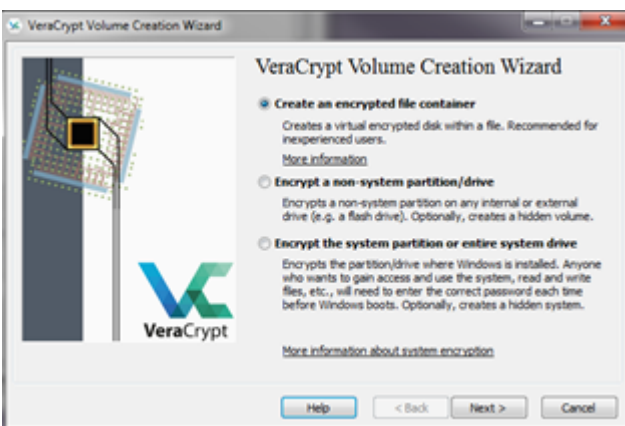 VeraCrypt Volume Creation Wizard
VeraCrypt Volume Creation Wizard
Create an encrypted file container
Creates a virtual encrypted disk within a file. Recommended for
inexperienced users.
More information
Encrypt a non-system partition/drive
Encrypts a non-system partition on any internal or external
drive (e.g. a flash drive). Optionally, creates a hidden volume.
Encrypt the system partition or entire system drive
Encrypts the partition/drive where Windows is installed. Anyone
who wants to gain access and use the system, read and write
files, etc., will need to enter the correct password each time
before Windows boots. Optionally, creates a hidden system.
More information about system encryption
VeraCrypt
Help
< Back
Next >
Cancel